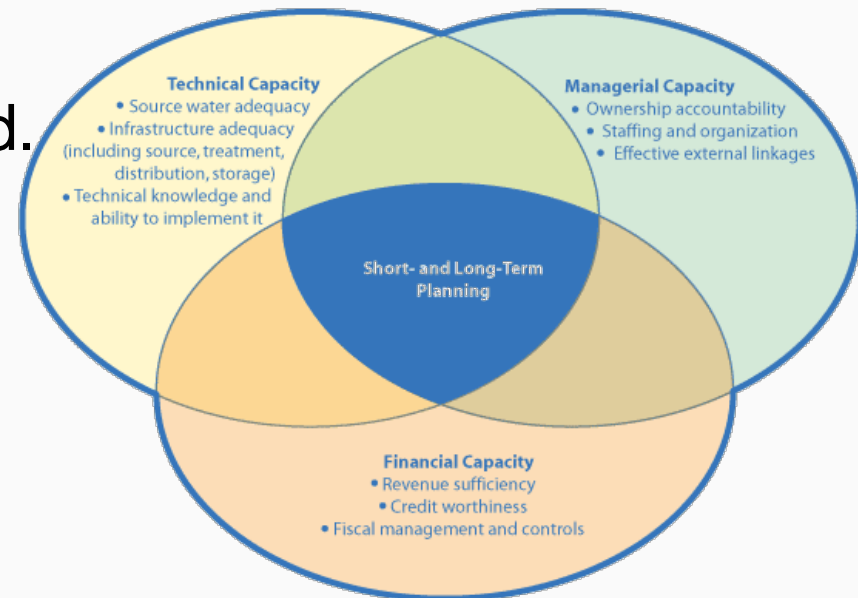 d.
Technical Capacity
• Source water adequacy
• Infrastructure adequacy
(including source, treatment,
distribution, storage)
• Technical knowledge and
ability to implement it
Managerial Capacity
• Ownership accountability
• Staffing and organization
• Effective external linkages
Short- and Long-Term
Planning
Financial Capacity
• Revenue sufficiency
• Credit worthiness
• Fiscal management and controls